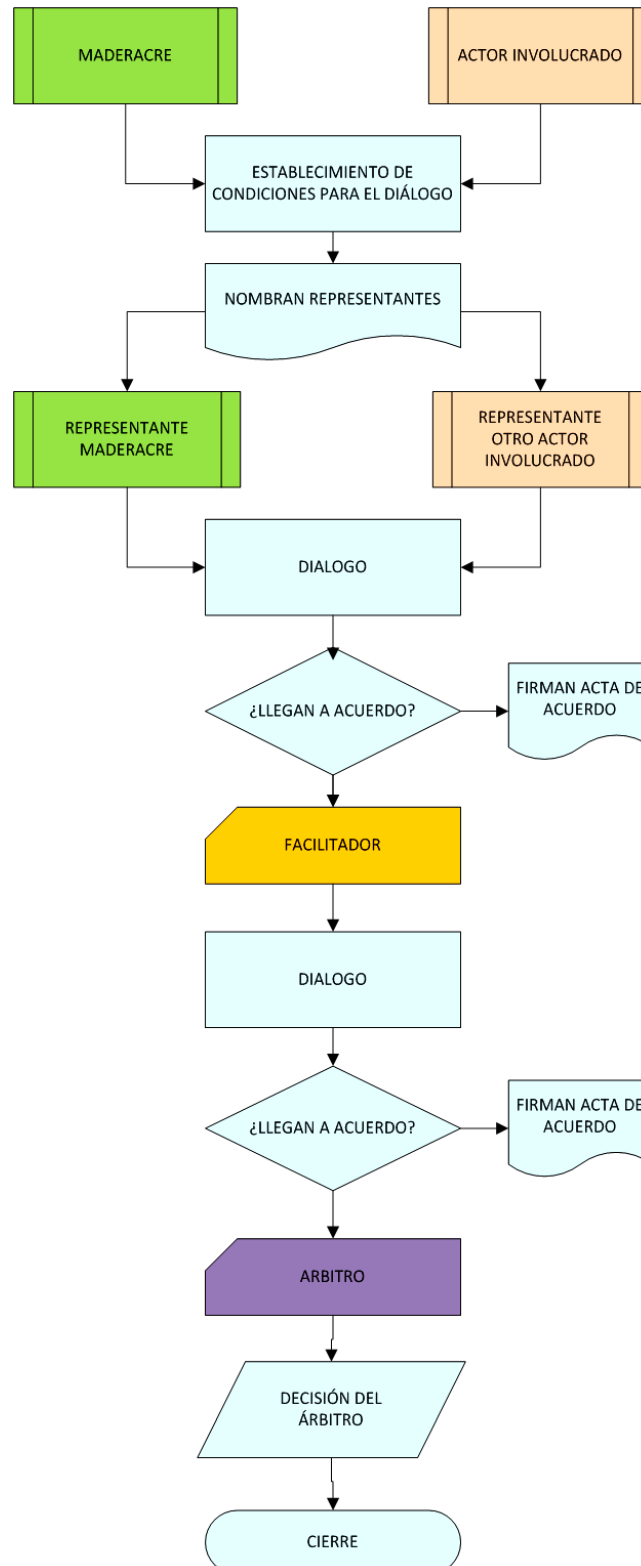 MADERACRE
ACTOR INVOLUCRADO
ESTABLECIMIENTO DE
CONDICIONES PARA EL DIÁLOGO
NOMBRAN REPRESENTANTES
REPRESENTANTE
MADERACRE
REPRESENTANTE
OTRO ACTOR
INVOLUCRADO
DIALOGO
¿LLEGAN A ACUERDO?
FIRMAN ACTA DE
ACUERDO
FACILITADOR
DIALOGO
¿LLEGAN A ACUERDO?
FIRMAN ACTA DE
ACUERDO
ARBITRO
DECISIÓN DEL
ÁRBITRO
CIERRE